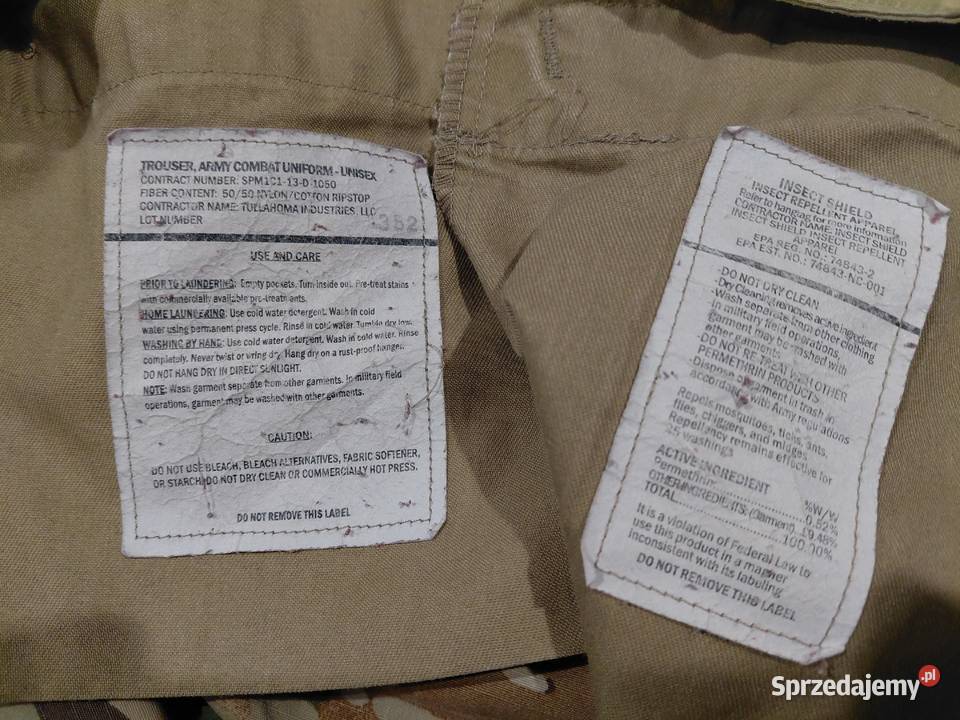 TROUSER, ARMY COMBAT UNIFORM - UNISEX
CONTRACT NUMBER: SPM1C1-13-D-1050
FIBER CONTENT: 50/50 NYLON/COTTON RIPSTOP
CONTRACTOR NAME: TULLAHOMA INDUSTRIES, LLC
LOT NUMBER 352
USE AND CARE
PRIOR TO LAUNDERING: Empty pockets. Turn inside out. Pre-treat stains
with commercially available pre-treatments.
HOME LAUNDERING: Use cold water detergent. Wash in cold
water using permanent press cycle. Rinse in cold water. Tumble dry low.
WASHING BY HAND: Use cold water detergent. Wash in cold water. Rinse
completely. Never twist or wring dry. Hang dry on a rust-proof hanger.
DO NOT HANG DRY IN DIRECT SUNLIGHT.
NOTE: Wash garment separate from other garments. In military field
operations, garment may be washed with other garments.
CAUTION:
DO NOT USE BLEACH, BLEACH ALTERNATIVES, FABRIC SOFTENER,
OR STARCH. DO NOT DRY CLEAN OR COMMERCIALLY HOT PRESS.
DO NOT REMOVE THIS LABEL
INSECT SHIELD
INSECT REPELLENT APPAREL
Refer to hangtag for more information
CONTRACTOR NAME: INSECT SHIELD
INSECT SHIELD INSECT REPELLENT
APPAREL
EPA REG. NO.: 74843-2
EPA EST. NO.: 74843-NC-001
-DO NOT DRY CLEAN
-Dry Cleaning removes active ingredient
-Wash separate from other clothing
in military field operations,
Garment may be washed with
other garments.
-DO NOT RE-TREAT WITH OTHER
PERMETHRIN PRODUCTS.
-Dispose of garment in trash in
accordance with Army regulations
Repels mosquitoes, ticks, ants,
flies, chiggers, and midges.
Repellancy remains effective for
25 washings
ACTIVE INGREDIENT %W/W
Permethrin..............0.52%
OTHER INGREDIENTS (Garment)...99.48%
TOTAL..................100.00%
It is a violation of Federal Law to
use this product in a manner
inconsistent with its labeling
DO NOT REMOVE THIS LABEL
Sprzedajemy.pl